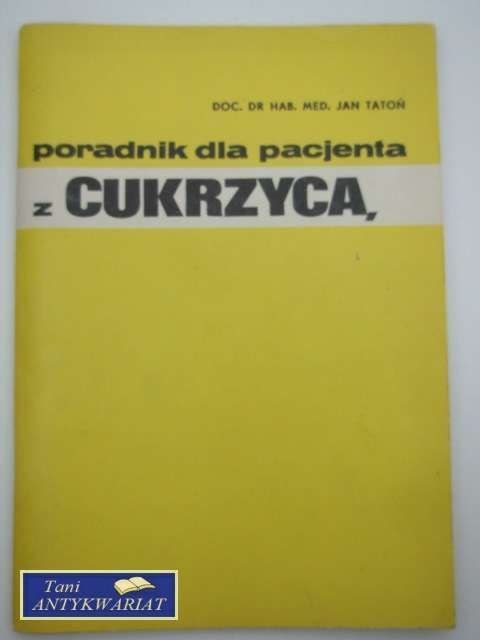 DOC. DR HAB. MED. JAN TATOŃ
poradnik dla pacjenta
z CUKRZYCĄ
Tani
ANTYKWARIAT